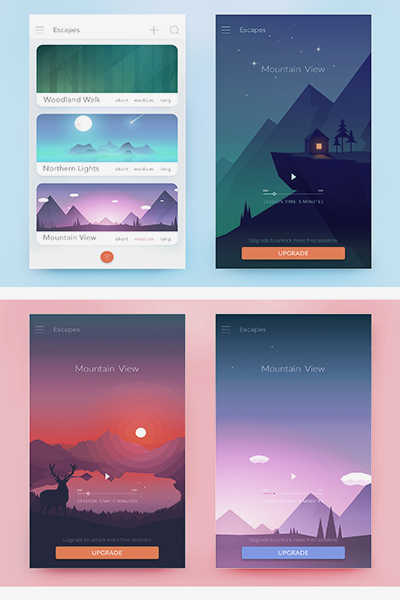 Escapes
Woodland Walk short medium long
Northern Lights short medium long
Mountain View short medium long
Escapes
Mountain View
SESSION TIME: 5 MINUTES
Upgrade to unlock more free sessions
UPGRADE
Escapes
Mountain View
SESSION TIME: 5 MINUTES
Upgrade to unlock more free sessions
UPGRADE
Escapes
Mountain View
SESSION TIME: 5 MINUTES
Upgrade to unlock more free sessions
UPGRADE